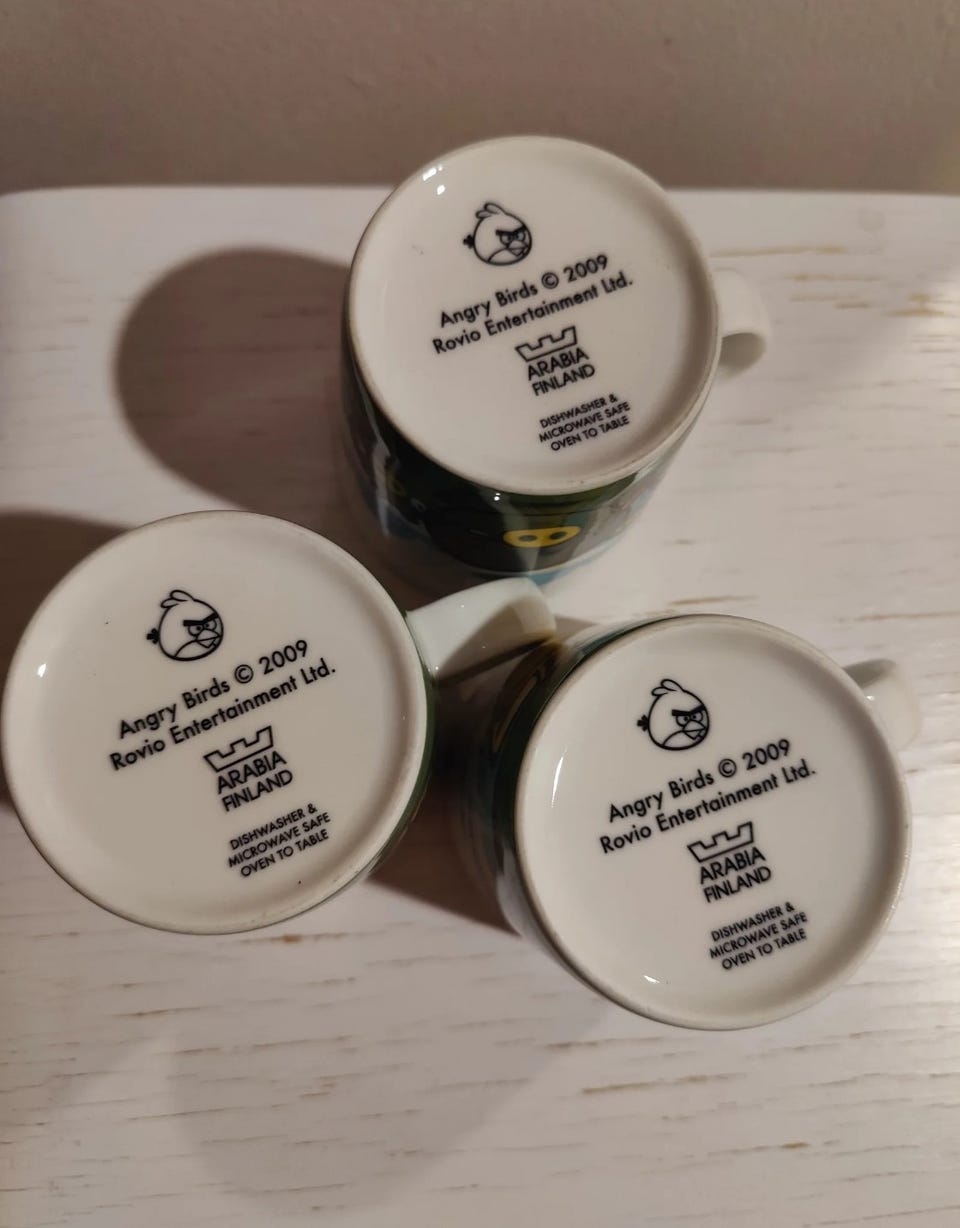 Angry Birds © 2009
Rovio Entertainment Ltd.
ARABIA
FINLAND
DISHWASHER &
MICROWAVE SAFE
OVEN TO TABLE
Angry Birds © 2009
Rovio Entertainment Ltd.
ARABIA
FINLAND
DISHWASHER &
MICROWAVE SAFE
OVEN TO TABLE
Angry Birds © 2009
Rovio Entertainment Ltd.
ARABIA
FINLAND
DISHWASHER &
MICROWAVE SAFE
OVEN TO TABLE